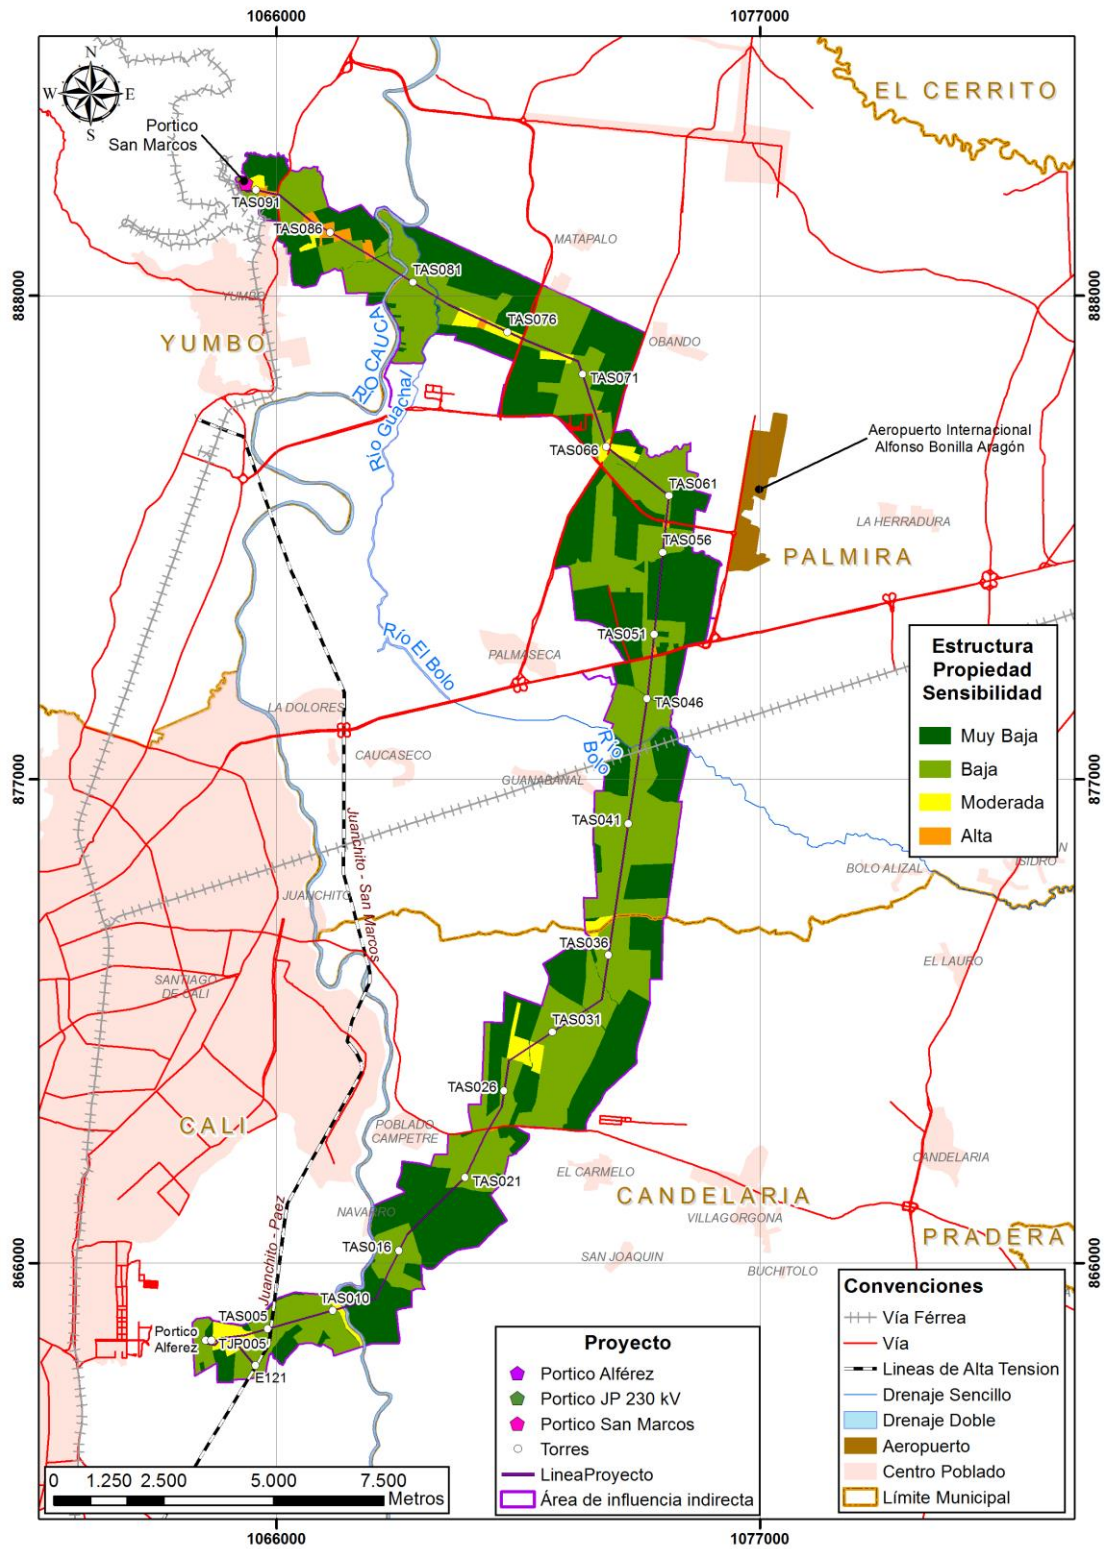 1066000
1077000
N
W
E
S
EL CERRITO
Portico
San Marcos
TAS091
TAS086
MATAPALO
TAS081
888000
888000
YUMBO
TAS076
YUMBO
RÍO CAUCA
OBANDO
TAS071
Río Guachal
Aeropuerto Internacional
Alfonso Bonilla Aragón
TAS066
TAS061
LA HERRADURA
TAS056
PALMIRA
TAS051
Río El Bolo
PALMASECA
Estructura
Propiedad
Sensibilidad
Muy Baja
Baja
Moderada
Alta
TAS046
LA DOLORES
Río
Bolo
CAUCASECO
877000
877000
GUANABANAL
TAS041
Juanchito - San Marcos
BOLO ALIZAL
ISIDRO
JUANCHITO
TAS036
EL LAURO
SANTIAGO
DE CALI
TAS031
TAS026
CALI
POBLADO
CAMPETRE
CANDELARIA
EL CARMELO
TAS021
CANDELARIA
NAVARRO
VILLAGORGONA
PRADERA
TAS016
SAN JOAQUIN
BUCHITOLO
866000
866000
Juanchito - Paez
TAS010
TAS005
Portico
Alferez
TJP005
E121
Proyecto
Portico Alférez
Portico JP 230 kV
Portico San Marcos
Torres
LineaProyecto
Área de influencia indirecta
Convenciones
Vía Férrea
Vía
Lineas de Alta Tension
Drenaje Sencillo
Drenaje Doble
Aeropuerto
Centro Poblado
Límite Municipal
0 1.250 2.500 5.000 7.500
Metros
1066000
1077000